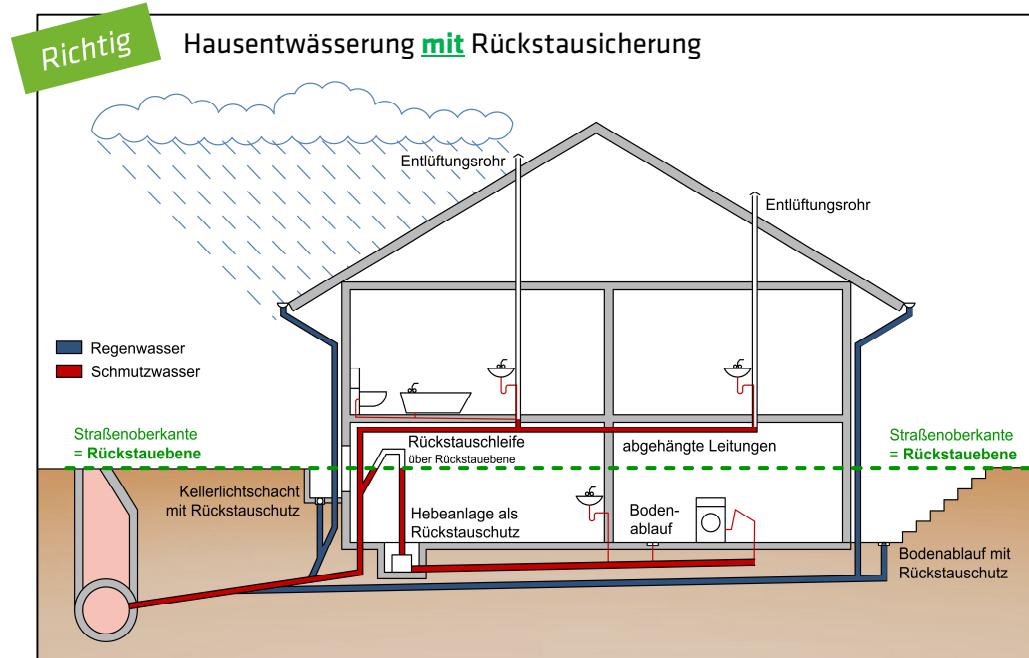 Richtig
Hausentwässerung mit Rückstausicherung
Entlüftungsrohr
Entlüftungsrohr
Regenwasser
Schmutzwasser
Straßenoberkante
= Rückstauebene
Rückstauschleife
über Rückstauebene
abgehängte Leitungen
Straßenoberkante
= Rückstauebene
Kellerlichtschacht
mit Rückstauschutz
Hebeanlage als
Rückstauschutz
Boden-
ablauf
Bodenablauf mit
Rückstauschutz